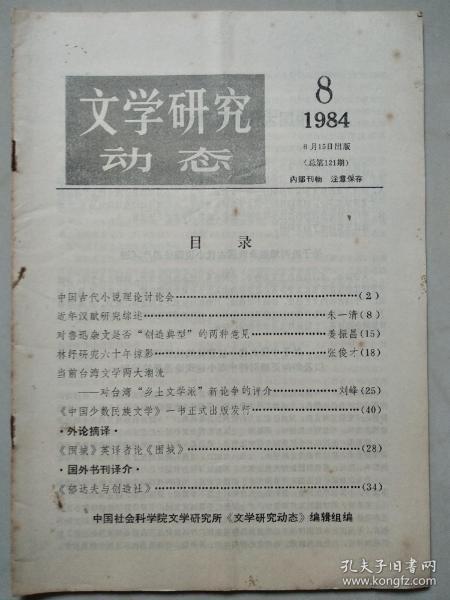 文学研究
动态
8
1984
8月15日出版
(总第121期)
内部刊物 注意保存
目录
中国古代小说理论讨论会……(2)
近年汉赋研究综述……朱一清(8)
对鲁迅杂文是否“创造典型”的两种意见……姜振昌(15)
林纾研究六十年掠影……张俊才(18)
当前台湾文学两大潮流
——对台湾“乡土文学派”新论争的评介……刘峰(25)
《中国少数民族文学》一书正式出版发行……(40)
·外论摘译·
《围城》英译者论《围城》……(28)
·国外书刊译介·
《郁达夫与创造社》……(34)
中国社会科学院文学研究所《文学研究动态》编辑组编
孔夫子旧书网
www.kongfz.com